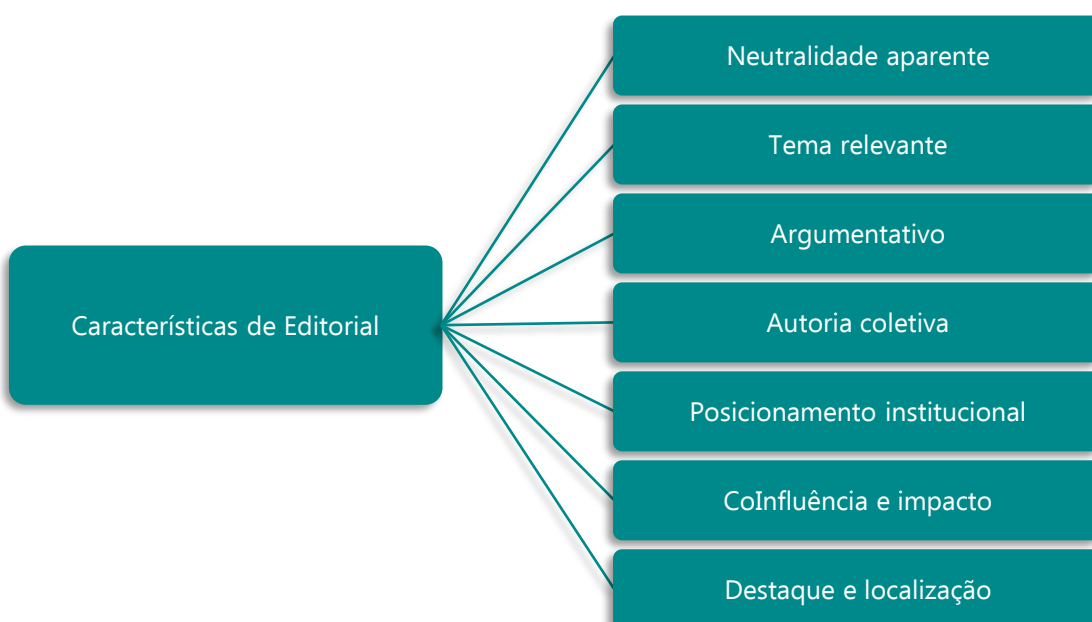 Neutralidade aparente
Tema relevante
Argumentativo
Características de Editorial
Autoria coletiva
Posicionamento institucional
CoInfluência e impacto
Destaque e localização